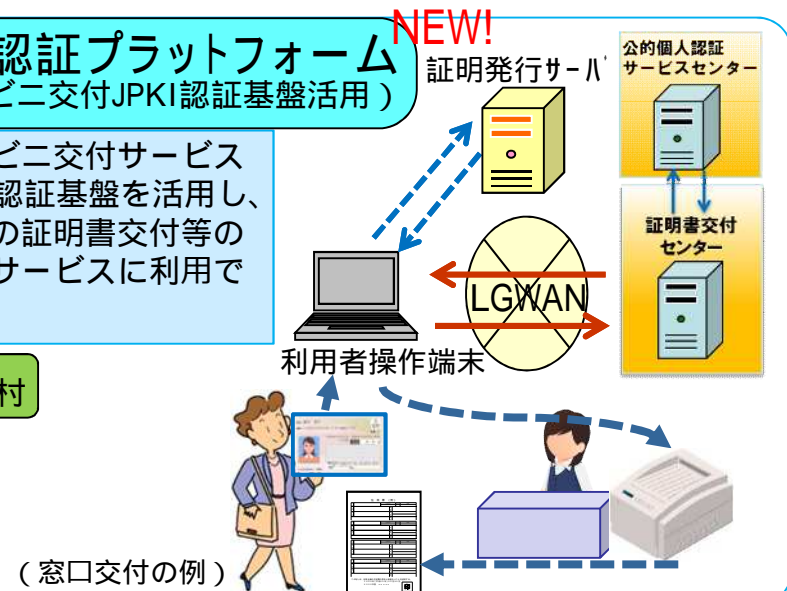 認証プラットフォーム
ビニ交付JPKI認証基盤活用）
NEW!
証明発行ｻｰﾊﾞ
公的個人認証
サービスセンター
ビニ交付サービス
認証基盤を活用し、
の証明書交付等の
サービスに利用で
証明書交付
センター
LGWAN
利用者操作端末
村
（窓口交付の例）